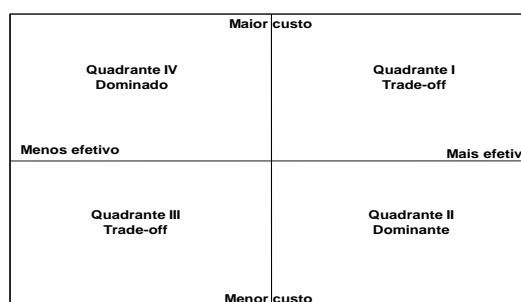 Maior custo
Quadrante IV
Dominado
Quadrante I
Trade-off
Menos efetivo
Mais efetiv
Quadrante III
Trade-off
Quadrante II
Dominante
Menor custo